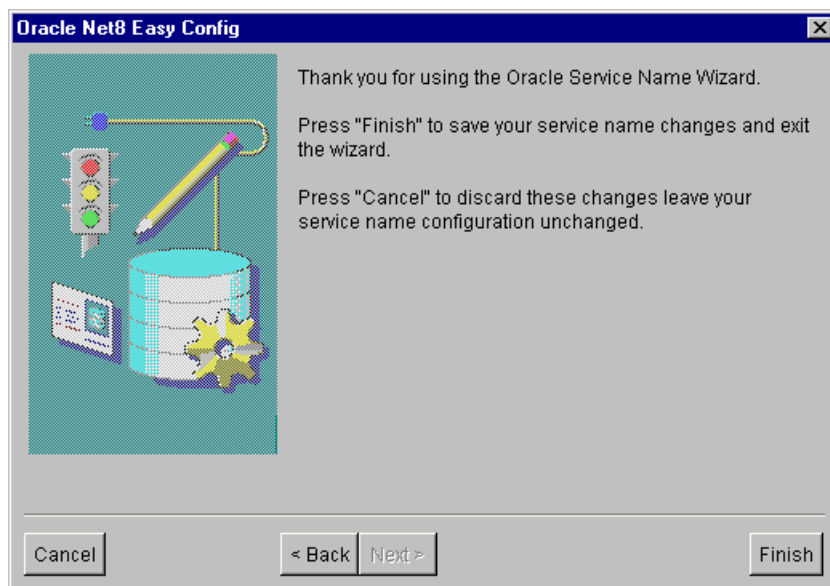 Oracle Net8 Easy Config
Thank you for using the Oracle Service Name Wizard.
Press "Finish" to save your service name changes and exit
the wizard.
Press "Cancel" to discard these changes leave your
service name configuration unchanged.
Cancel
< Back
Next >
Finish